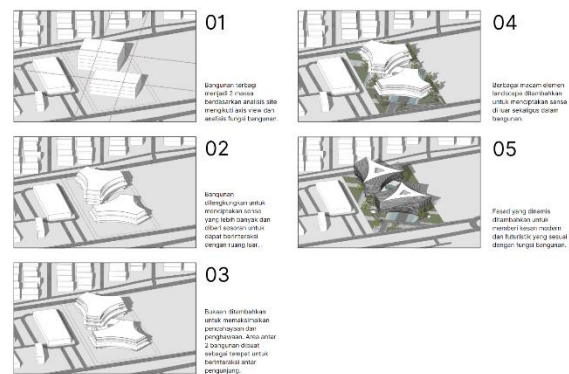 01
Bangunan terbagi
menjadi 2 massa
berdasarkan analisis site
mengikuti axis view dan
analisis fungsi bangunan.
02
Bangunan
dilengkungkan untuk
menciptakan sense
yang lebih banyak dan
diberi sosoran untuk
dapat berinteraksi
dengan ruang luar.
03
Bukaan ditambahkan
untuk memaksimalkan
pencahayaan dan
penghawaan. Area antar
2 bangunan dibuat
sebagai tempat untuk
berinteraksi antar
pengunjung.
04
Berbagai macam elemen
landscape ditambahkan
untuk menciptakan sense
di luar sekaligus dalam
bangunan.
05
Fasad yang dinamis
ditambahkan untuk
memberi kesan modern
dan futuristik yang sesuai
dengan fungsi bangunan.